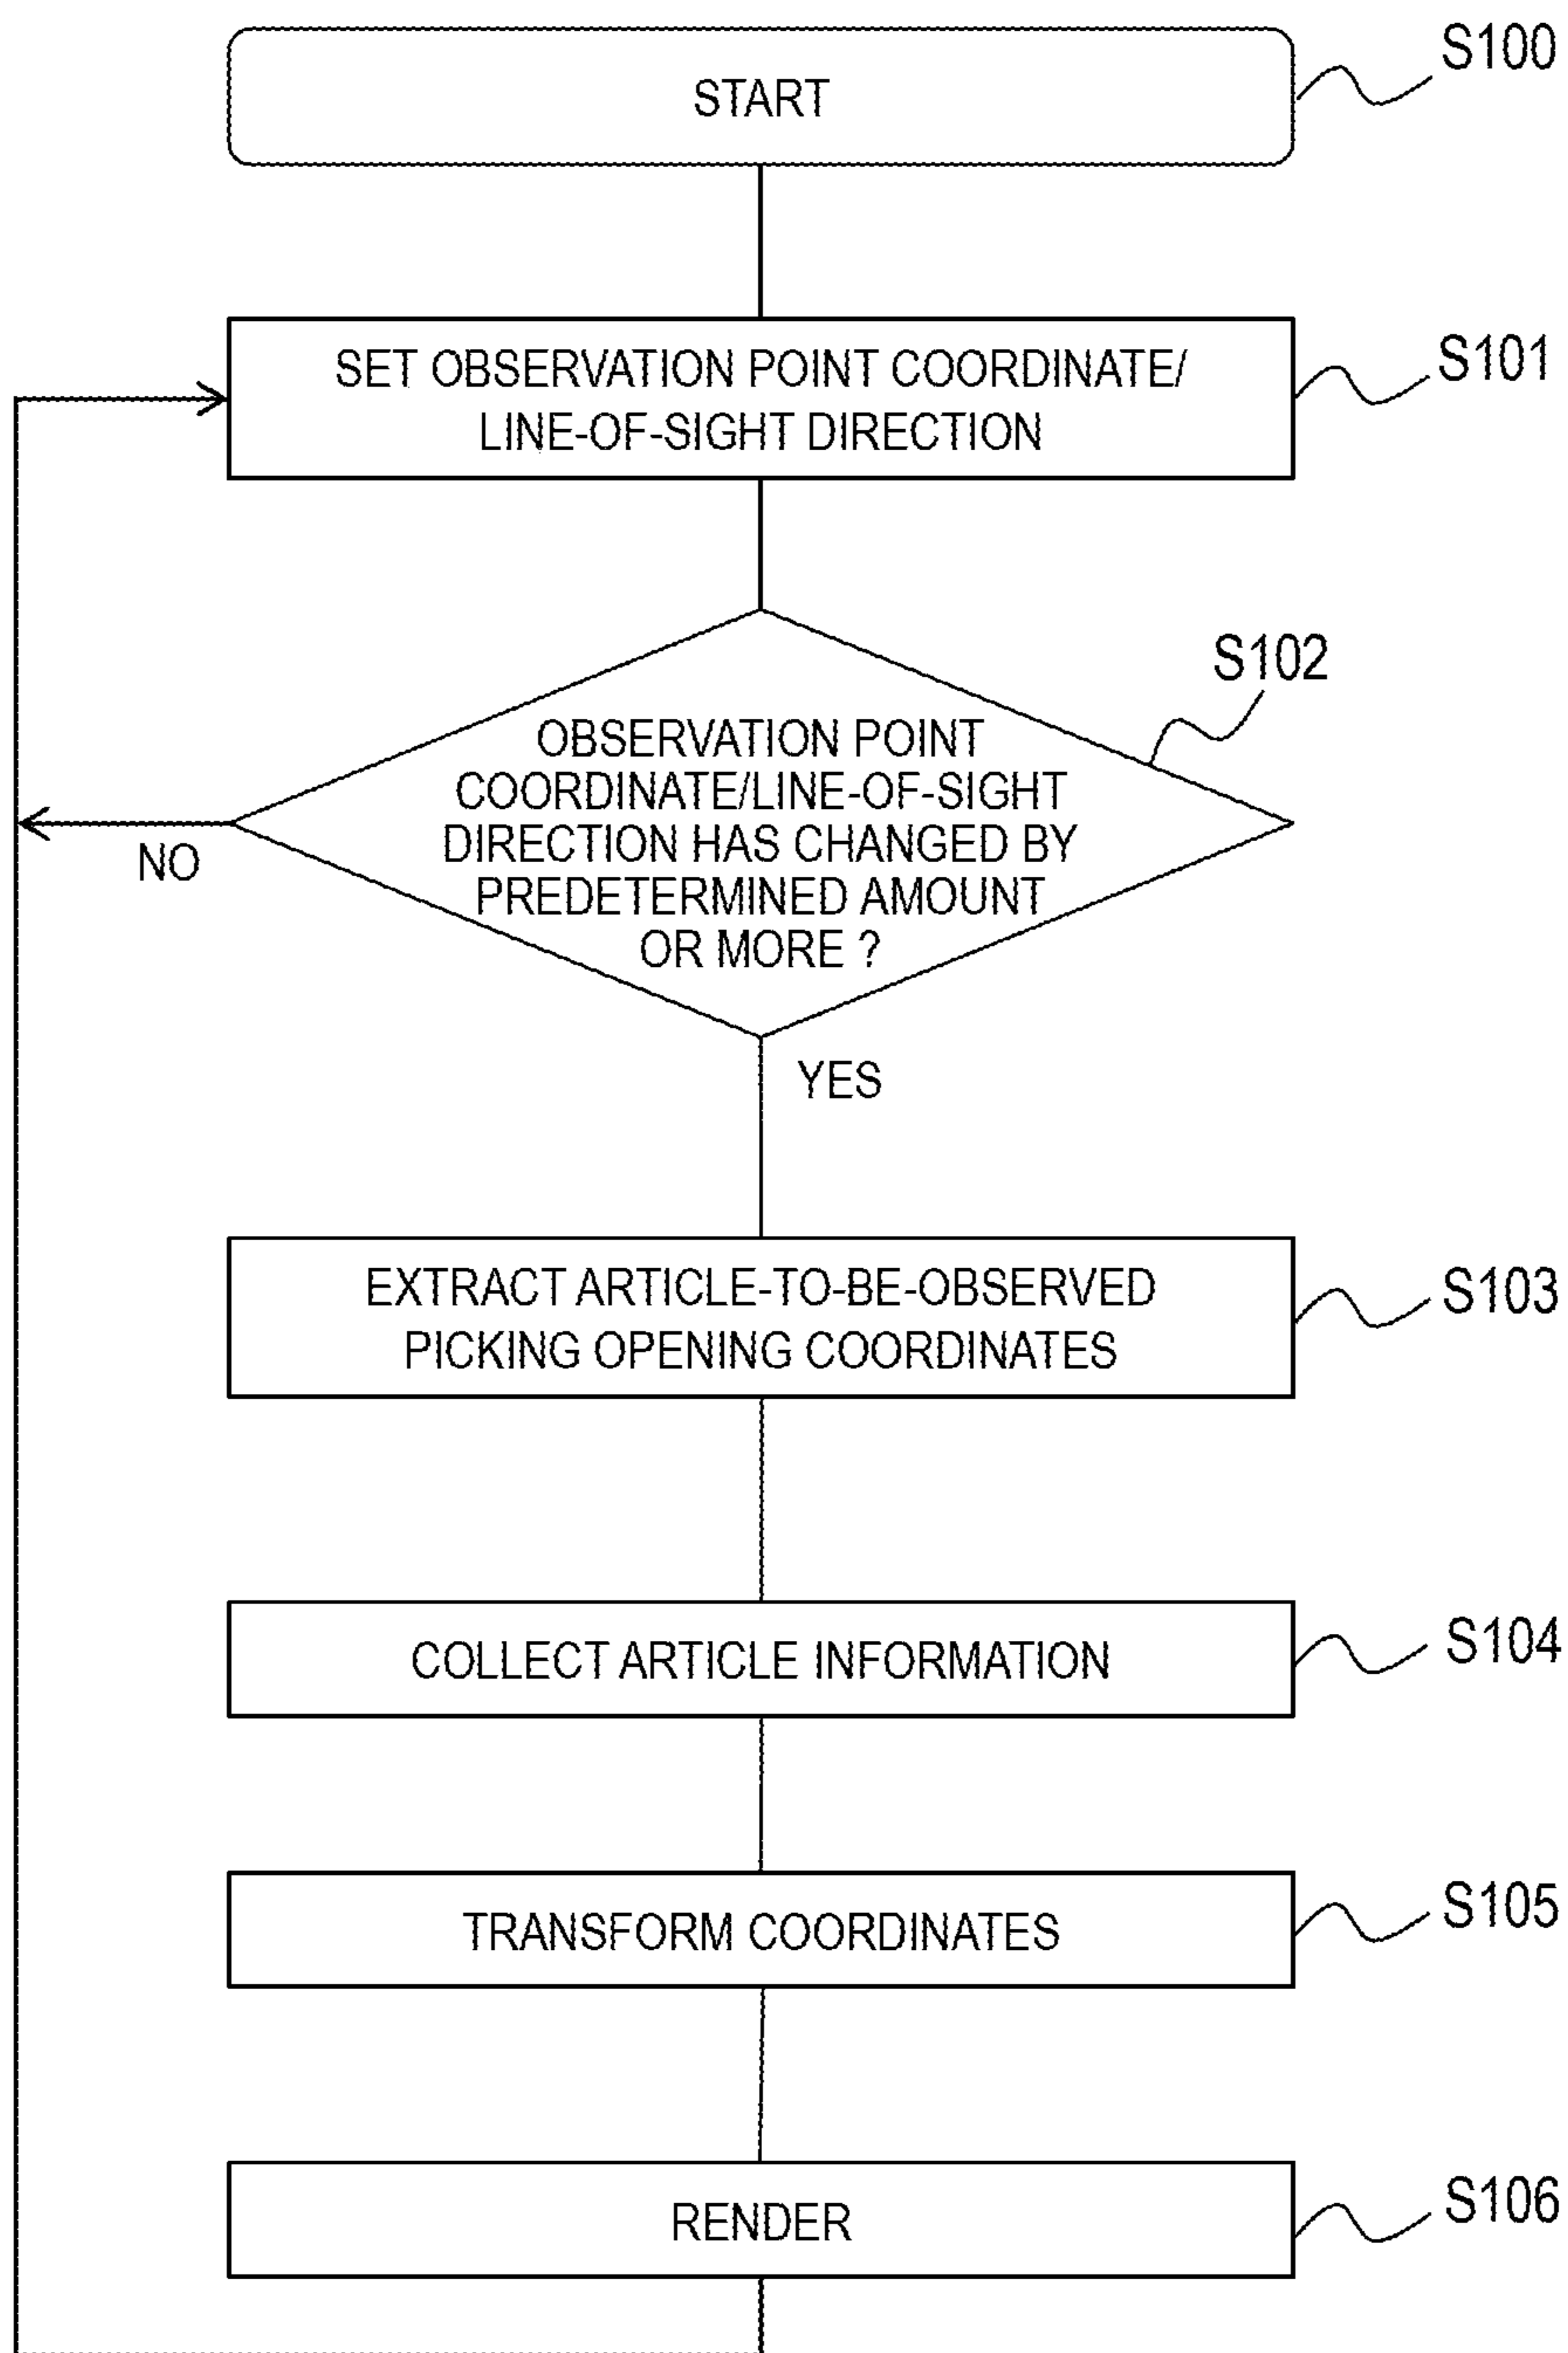 S100
START
S101
SET OBSERVATION POINT COORDINATE/
LINE-OF-SIGHT DIRECTION
S102
OBSERVATION POINT
COORDINATE/LINE-OF-SIGHT
DIRECTION HAS CHANGED BY
PREDETERMINED AMOUNT
OR MORE ?
NO
YES
S103
EXTRACT ARTICLE-TO-BE-OBSERVED
PICKING OPENING COORDINATES
S104
COLLECT ARTICLE INFORMATION
S105
TRANSFORM COORDINATES
S106
RENDER